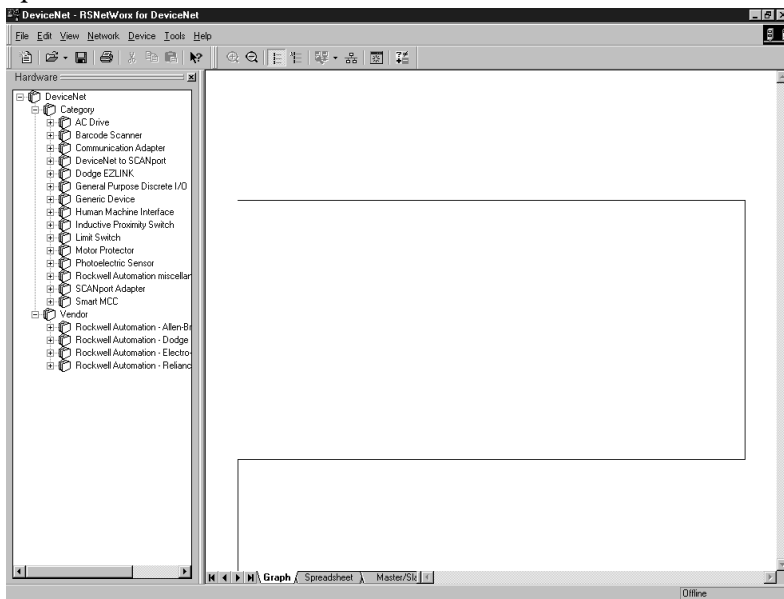 DeviceNet - RSNetWorx for DeviceNet
File Edit View Network Device Tools Help
Hardware
DeviceNet
Category
AC Drive
Barcode Scanner
Communication Adapter
DeviceNet to SCANport
Dodge EZLINK
General Purpose Discrete I/O
Generic Device
Human Machine Interface
Inductive Proximity Switch
Limit Switch
Motor Protector
Photoelectric Sensor
Rockwell Automation miscellar
SCANport Adapter
Smart MCC
Vendor
Rockwell Automation - Allen-Br
Rockwell Automation - Dodge
Rockwell Automation - Electro-
Rockwell Automation - Relianc
Graph Spreadsheet Master/Sla
Offline